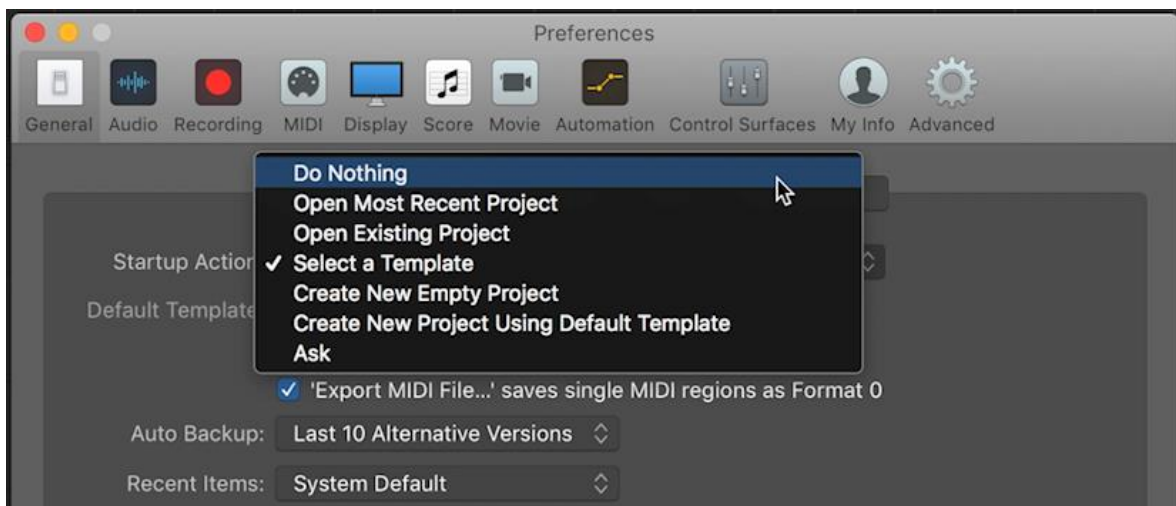 Preferences
General Audio Recording MIDI Display Score Movie Automation Control Surfaces My Info Advanced
Do Nothing
Open Most Recent Project
Open Existing Project
Startup Action ✓ Select a Template
Default Template
Create New Empty Project
Create New Project Using Default Template
Ask
'Export MIDI File...' saves single MIDI regions as Format 0
Auto Backup: Last 10 Alternative Versions
Recent Items: System Default